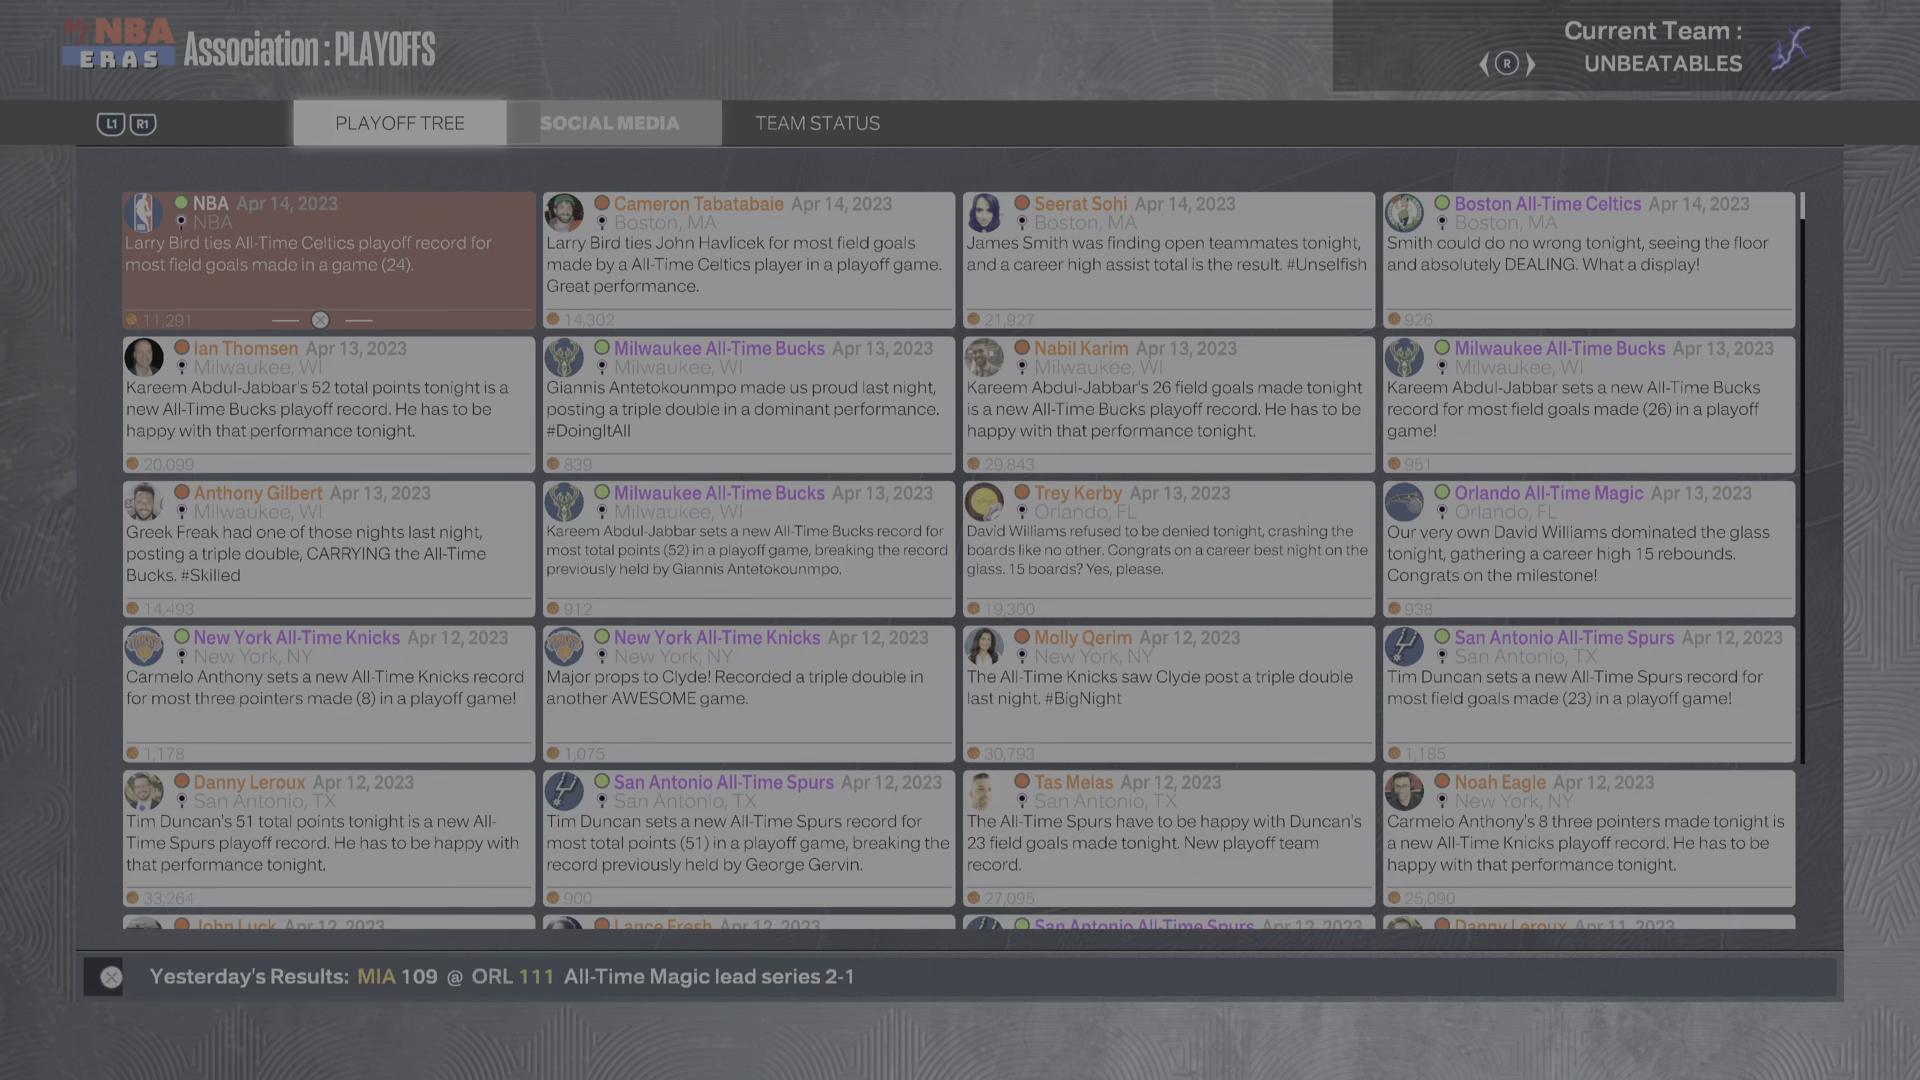 MyNBA
ERAS
Association : PLAYOFFS
Current Team :
R
UNBEATABLES
L1 R1
PLAYOFF TREE
SOCIAL MEDIA
TEAM STATUS
NBA Apr 14, 2023
NBA
Larry Bird ties All-Time Celtics playoff record for
most field goals made in a game (24).
11,291
Cameron Tabatabaie Apr 14, 2023
Boston, MA
Larry Bird ties John Havlicek for most field goals
made by a All-Time Celtics player in a playoff game.
Great performance.
14,302
Seerat Sohi Apr 14, 2023
Boston, MA
James Smith was finding open teammates tonight,
and a career high assist total is the result. #Unselfish
21,927
Boston All-Time Celtics Apr 14, 2023
Boston, MA
Smith could do no wrong tonight, seeing the floor
and absolutely DEALING. What a display!
926
Ian Thomsen Apr 13, 2023
Milwaukee, WI
Kareem Abdul-Jabbar's 52 total points tonight is a
new All-Time Bucks playoff record. He has to be
happy with that performance tonight.
20,099
Milwaukee All-Time Bucks Apr 13, 2023
Milwaukee, WI
Giannis Antetokounmpo made us proud last night,
posting a triple double in a dominant performance.
#DoingItAll
839
Nabil Karim Apr 13, 2023
Milwaukee, WI
Kareem Abdul-Jabbar's 26 field goals made tonight
is a new All-Time Bucks playoff record. He has to be
happy with that performance tonight.
29,843
Milwaukee All-Time Bucks Apr 13, 2023
Milwaukee, WI
Kareem Abdul-Jabbar sets a new All-Time Bucks
record for most field goals made (26) in a playoff
game!
951
Anthony Gilbert Apr 13, 2023
Milwaukee, WI
Greek Freak had one of those nights last night,
posting a triple double, CARRYING the All-Time
Bucks. #Skilled
14,493
Milwaukee All-Time Bucks Apr 13, 2023
Milwaukee, WI
Kareem Abdul-Jabbar sets a new All-Time Bucks record for
most total points (52) in a playoff game, breaking the record
previously held by Giannis Antetokounmpo.
912
Trey Kerby Apr 13, 2023
Orlando, FL
David Williams refused to be denied tonight, crashing the
boards like no other. Congrats on a career best night on the
glass. 15 boards? Yes, please.
19,300
Orlando All-Time Magic Apr 13, 2023
Orlando, FL
Our very own David Williams dominated the glass
tonight, gathering a career high 15 rebounds.
Congrats on the milestone!
938
New York All-Time Knicks Apr 12, 2023
New York, NY
Carmelo Anthony sets a new All-Time Knicks record
for most three pointers made (8) in a playoff game!
1,178
New York All-Time Knicks Apr 12, 2023
New York, NY
Major props to Clyde! Recorded a triple double in
another AWESOME game.
1,075
Molly Qerim Apr 12, 2023
New York, NY
The All-Time Knicks saw Clyde post a triple double
last night. #BigNight
30,793
San Antonio All-Time Spurs Apr 12, 2023
San Antonio, TX
Tim Duncan sets a new All-Time Spurs record for
most field goals made (23) in a playoff game!
1,185
Danny Leroux Apr 12, 2023
San Antonio, TX
Tim Duncan's 51 total points tonight is a new All-
Time Spurs playoff record. He has to be happy with
that performance tonight.
33,264
San Antonio All-Time Spurs Apr 12, 2023
San Antonio, TX
Tim Duncan sets a new All-Time Spurs record for
most total points (51) in a playoff game, breaking the
record previously held by George Gervin.
900
Tas Melas Apr 12, 2023
San Antonio, TX
The All-Time Spurs have to be happy with Duncan's
23 field goals made tonight. New playoff team
record.
27,095
Noah Eagle Apr 12, 2023
New York, NY
Carmelo Anthony's 8 three pointers made tonight is
a new All-Time Knicks playoff record. He has to be
happy with that performance tonight.
25,090
John Luck Apr 12, 2023
Lance Fresh Apr 12, 2023
San Antonio All-Time Spurs Apr 12, 2023
Danny Leroux Apr 11, 2023
Yesterday's Results: MIA 109 @ ORL 111 All-Time Magic lead series 2-1